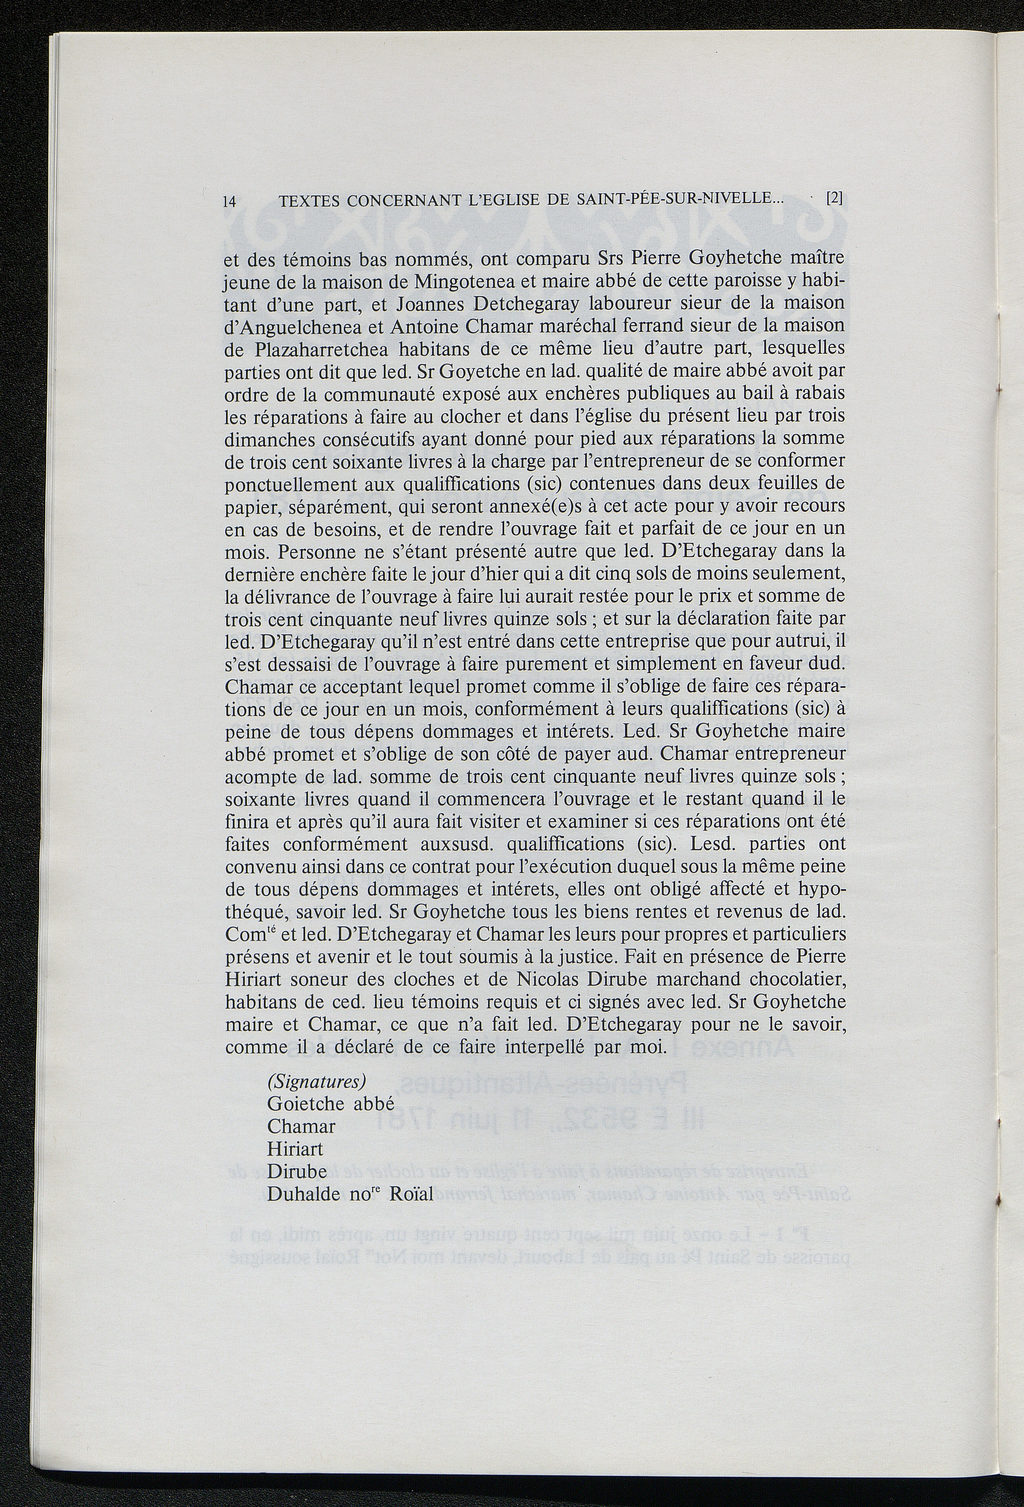 14 TEXTES CONCERNANT L'EGLISE DE SAINT-PÉE-SUR-NIVELLE... [2]
et des témoins bas nommés, ont comparu Srs Pierre Goyhetche maître
jeune de la maison de Mingotenea et maire abbé de cette paroisse y habi-
tant d'une part, et Joannes Detchegaray laboureur sieur de la maison
d'Anguelchenea et Antoine Chamar maréchal ferrand sieur de la maison
de Plazaharretchea habitans de ce même lieu d'autre part, lesquelles
parties ont dit que led. Sr Goyetche en lad. qualité de maire abbé avoit par
ordre de la communauté exposé aux enchères publiques au bail à rabais
les réparations à faire au clocher et dans l'église du présent lieu par trois
dimanches consécutifs ayant donné pour pied aux réparations la somme
de trois cent soixante livres à la charge par l'entrepreneur de se conformer
ponctuellement aux qualiffications (sic) contenues dans deux feuilles de
papier, séparément, qui seront annexé(e)s à cet acte pour y avoir recours
en cas de besoins, et de rendre l'ouvrage fait et parfait de ce jour en un
mois. Personne ne s'étant présenté autre que led. D'Etchegaray dans la
dernière enchère faite le jour d'hier qui a dit cinq sols de moins seulement,
la délivrance de l'ouvrage à faire lui aurait restée pour le prix et somme de
trois cent cinquante neuf livres quinze sols ; et sur la déclaration faite par
led. D'Etchegaray qu'il n'est entré dans cette entreprise que pour autrui, il
s'est dessaisi de l'ouvrage à faire purement et simplement en faveur dud.
Chamar ce acceptant lequel promet comme il s'oblige de faire ces répara-
tions de ce jour en un mois, conformément à leurs qualiffications (sic) à
peine de tous dépens dommages et intérets. Led. Sr Goyhetche maire
abbé promet et s'oblige de son côté de payer aud. Chamar entrepreneur
acompte de lad. somme de trois cent cinquante neuf livres quinze sols ;
soixante livres quand il commencera l'ouvrage et le restant quand il le
finira et après qu'il aura fait visiter et examiner si ces réparations ont été
faites conformément auxsusd. qualiffications (sic). Lesd. parties ont
convenu ainsi dans ce contrat pour l'exécution duquel sous la même peine
de tous dépens dommages et intérets, elles ont obligé affecté et hypo-
théqué, savoir led. Sr Goyhetche tous les biens rentes et revenus de lad.
Comté et led. D'Etchegaray et Chamar les leurs pour propres et particuliers
présens et avenir et le tout soumis à la justice. Fait en présence de Pierre
Hiriart soneur des cloches et de Nicolas Dirube marchand chocolatier,
habitans de ced. lieu témoins requis et ci signés avec led. Sr Goyhetche
maire et Chamar, ce que n'a fait led. D'Etchegaray pour ne le savoir,
comme il a déclaré de ce faire interpellé par moi.
(Signatures)
Goietche abbé
Chamar
Hiriart
Dirube
Duhalde nore Roïal